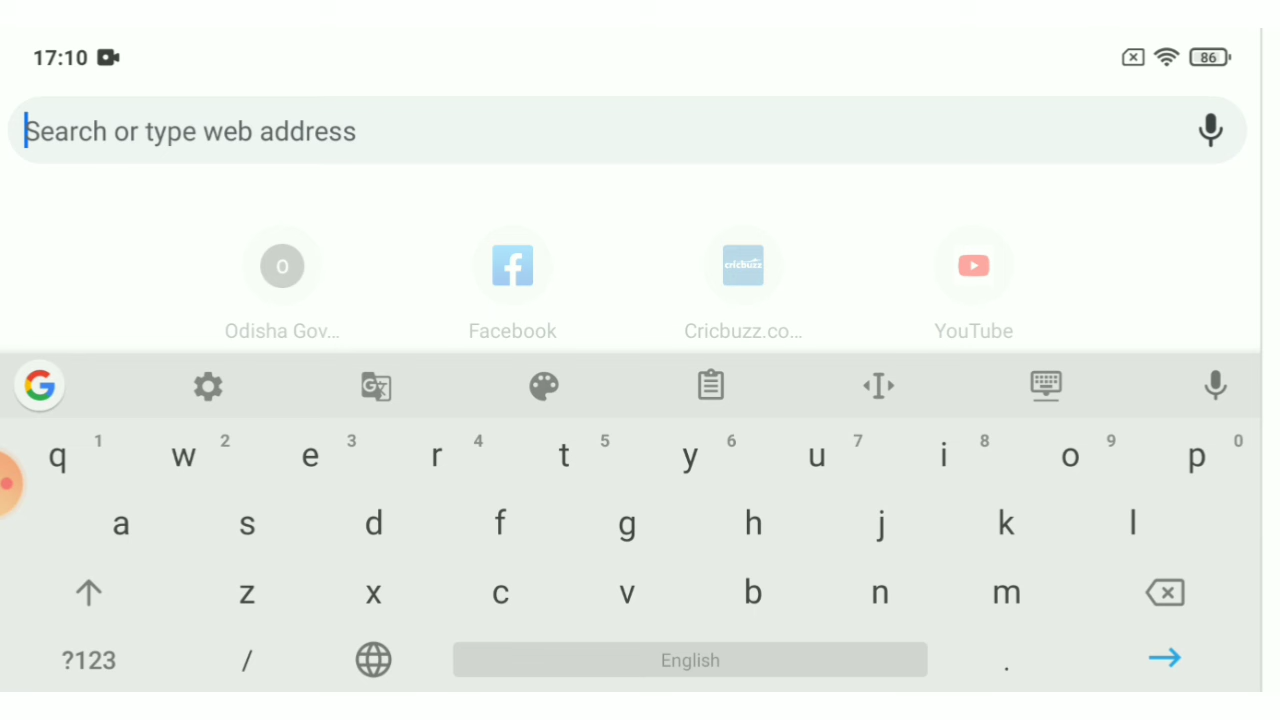 17:10 86
Search or type web address
O cricbuzz
Odisha Gov... Facebook Cricbuzz.co... YouTube
q 1 w 2 e 3 r 4 t 5 y 6 u 7 i 8 o 9 p 0
a s d f g h j k l
z x c v b n m
?123 / English .